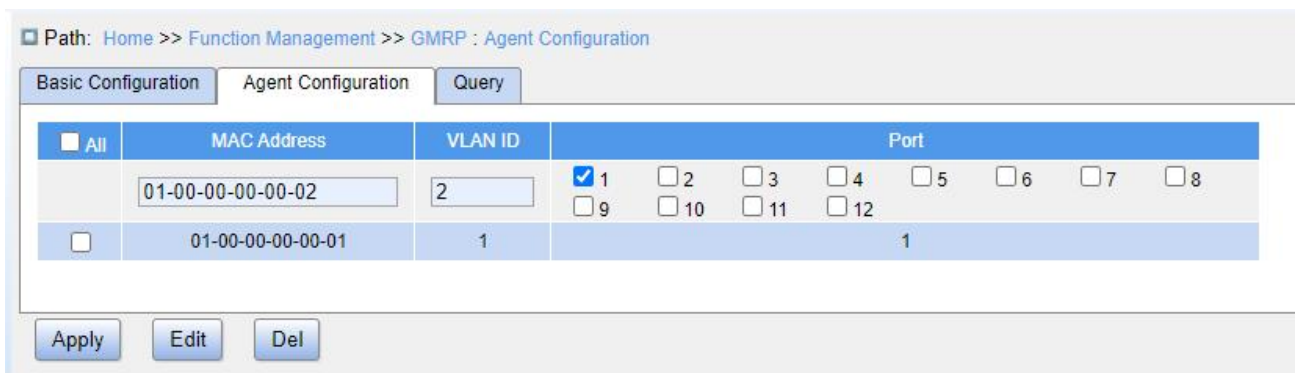 Path: Home >> Function Management >> GMRP : Agent Configuration
Basic Configuration Agent Configuration Query
All MAC Address VLAN ID Port
01-00-00-00-00-02 2 1 2 3 4 5 6 7 8
9 10 11 12
01-00-00-00-00-01 1 1
Apply Edit Del